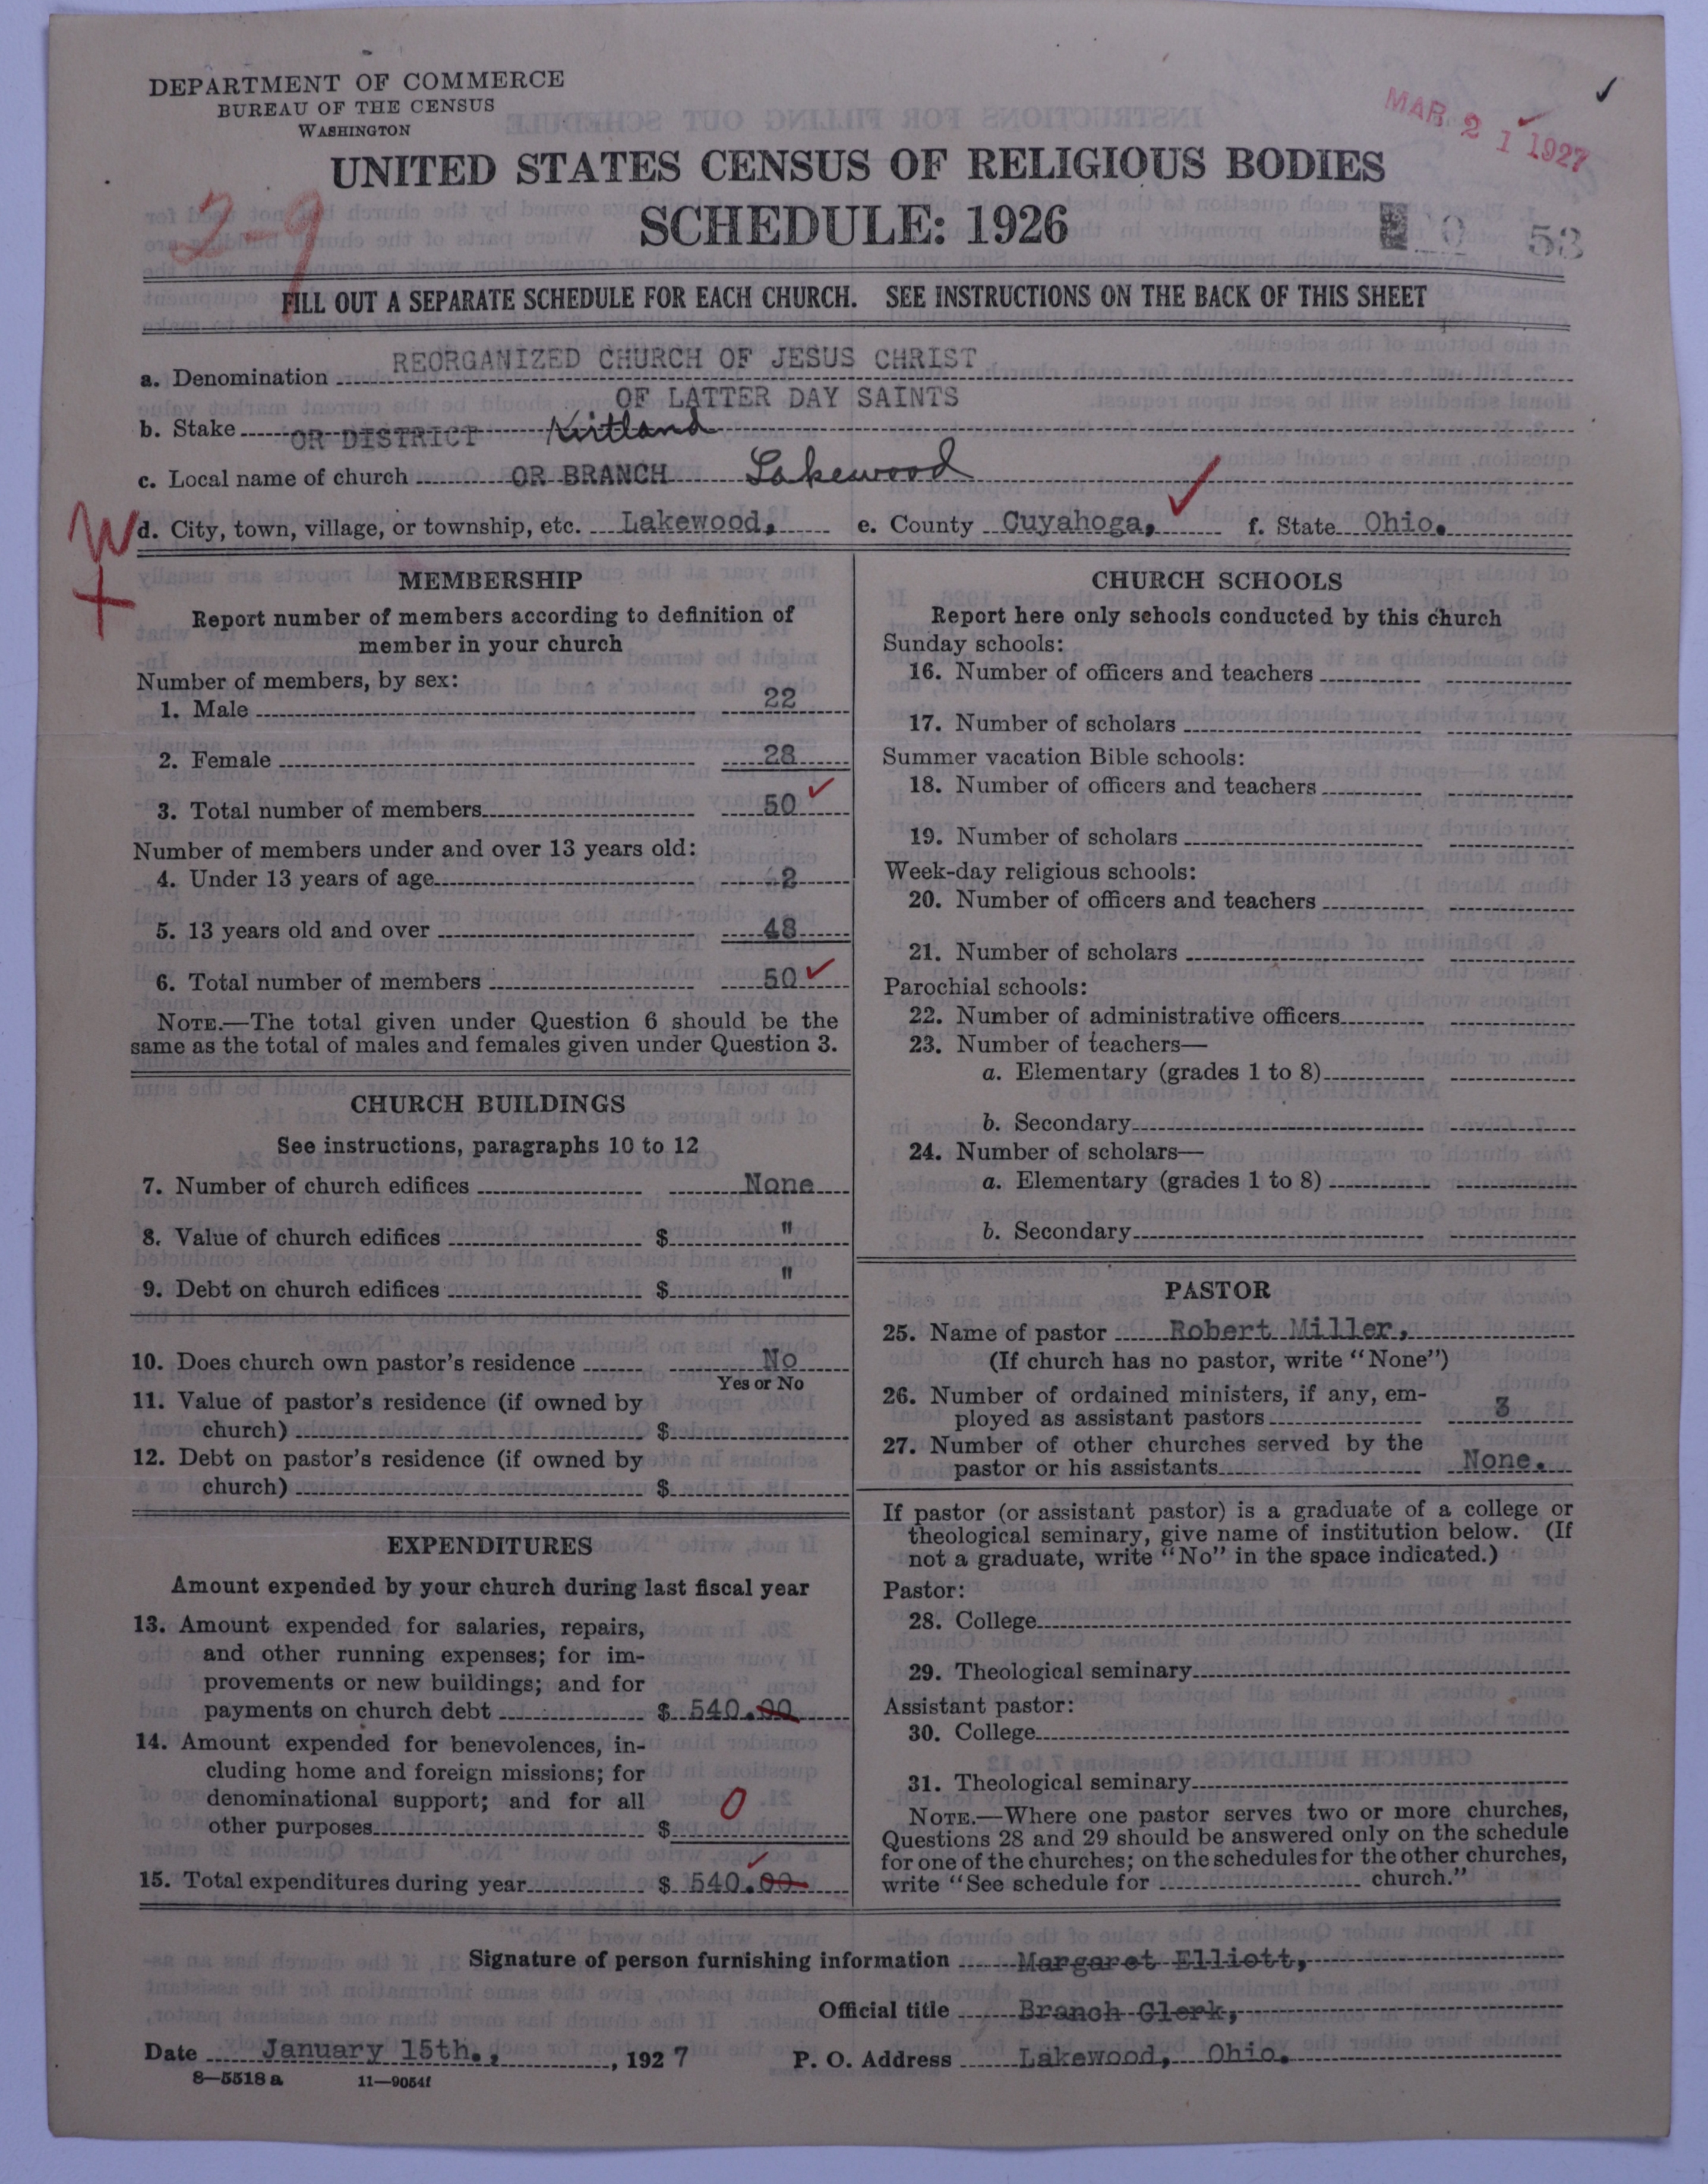 DEPARTMENT OF COMMERCE
BUREAU OF THE CENSUS
WASHINGTON
MAR 21 1927
UNITED STATES CENSUS OF RELIGIOUS BODIES
2-9
SCHEDULE: 1926
53
FILL OUT A SEPARATE SCHEDULE FOR EACH CHURCH. SEE INSTRUCTIONS ON THE BACK OF THIS SHEET
a. Denomination REORGANIZED CHURCH OF JESUS CHRIST
OF LATTER DAY SAINTS
b. Stake OR DISTRICT Kirtland
c. Local name of church OR BRANCH Lakewood
W d. City, town, village, or township, etc. Lakewood, e. County Cuyahoga, f. State Ohio.
MEMBERSHIP
Report number of members according to definition of
member in your church
Number of members, by sex:
1. Male 22
2. Female 28
3. Total number of members 50
Number of members under and over 13 years old:
4. Under 13 years of age 2
5. 13 years old and over 48
6. Total number of members 50
NOTE.—The total given under Question 6 should be the
same as the total of males and females given under Question 3.
CHURCH BUILDINGS
See instructions, paragraphs 10 to 12
7. Number of church edifices None
8. Value of church edifices $ "
9. Debt on church edifices $ "
10. Does church own pastor's residence No
Yes or No
11. Value of pastor's residence (if owned by
church) $
12. Debt on pastor's residence (if owned by
church) $
EXPENDITURES
Amount expended by your church during last fiscal year
13. Amount expended for salaries, repairs,
and other running expenses; for im-
provements or new buildings; and for
payments on church debt $ 540.00
14. Amount expended for benevolences, in-
cluding home and foreign missions; for
denominational support; and for all
other purposes $ 0
15. Total expenditures during year $ 540.00
CHURCH SCHOOLS
Report here only schools conducted by this church
Sunday schools:
16. Number of officers and teachers
17. Number of scholars
Summer vacation Bible schools:
18. Number of officers and teachers
19. Number of scholars
Week-day religious schools:
20. Number of officers and teachers
21. Number of scholars
Parochial schools:
22. Number of administrative officers
23. Number of teachers—
a. Elementary (grades 1 to 8)
b. Secondary
24. Number of scholars—
a. Elementary (grades 1 to 8)
b. Secondary
PASTOR
25. Name of pastor Robert Miller,
(If church has no pastor, write "None")
26. Number of ordained ministers, if any, em-
ployed as assistant pastors 3
27. Number of other churches served by the
pastor or his assistants None.
If pastor (or assistant pastor) is a graduate of a college or
theological seminary, give name of institution below. (If
not a graduate, write "No" in the space indicated.)
Pastor:
28. College
29. Theological seminary
Assistant pastor:
30. College
31. Theological seminary
NOTE.—Where one pastor serves two or more churches,
Questions 28 and 29 should be answered only on the schedule
for one of the churches; on the schedules for the other churches,
write "See schedule for church."
Signature of person furnishing information Margaret Elliott,
Official title Branch Clerk,
Date January 15th., 1927 P. O. Address Lakewood, Ohio.
8—5518 a 11—9054f